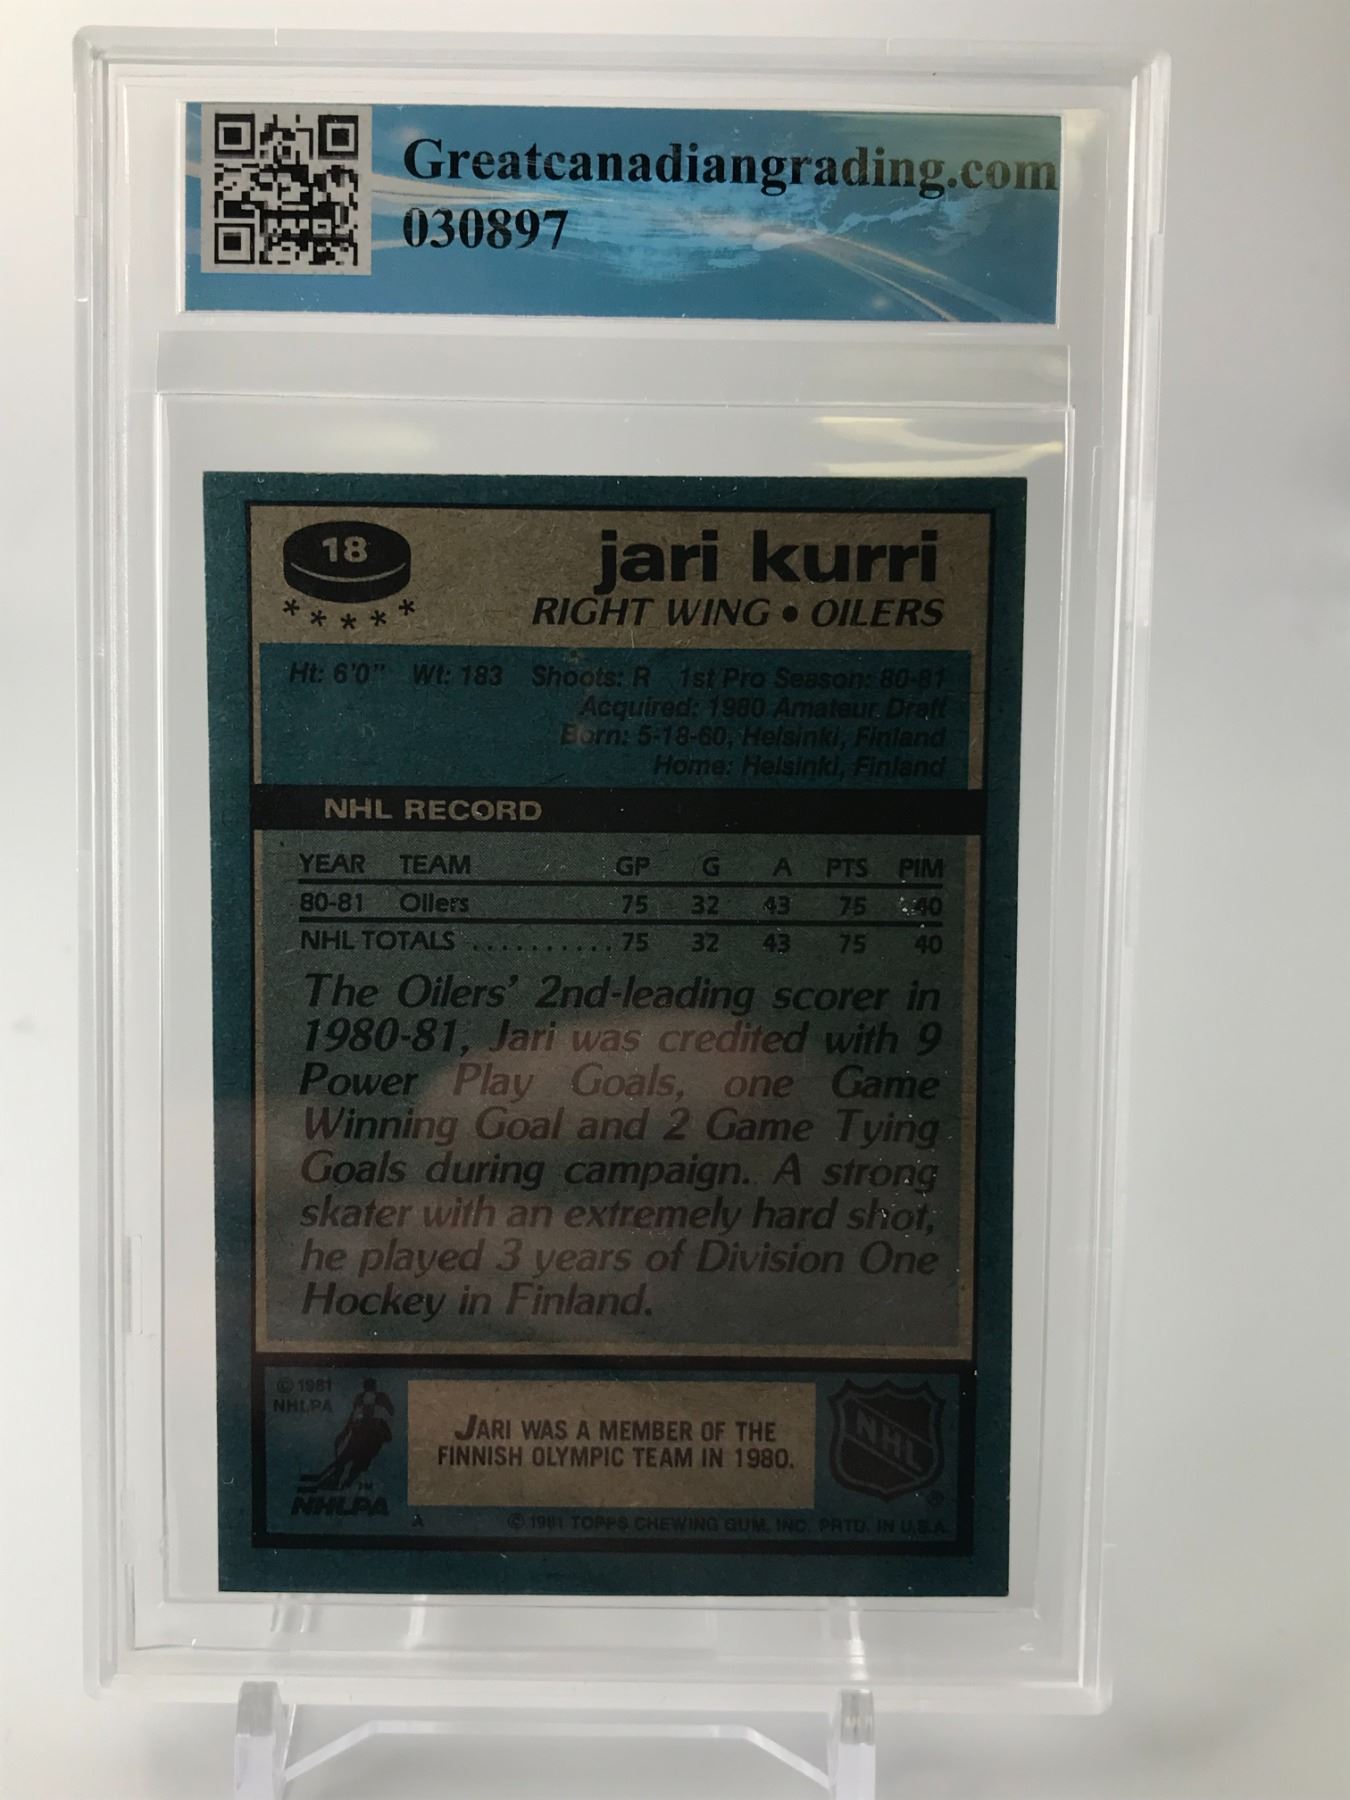 Greatcanadiangrading.com
030897
18
jari kurri
RIGHT WING • OILERS
* * * * *
Ht: 6'0" Wt: 183 Shoots: R 1st Pro Season: 80-81
Acquired: 1980 Amateur Draft
Born: 5-18-60, Helsinki, Finland
Home: Helsinki, Finland
NHL RECORD
YEAR TEAM GP G A PTS PIM
80-81 Oilers 75 32 43 75 40
NHL TOTALS .......... 75 32 43 75 40
The Oilers' 2nd-leading scorer in
1980-81, Jari was credited with 9
Power Play Goals, one Game
Winning Goal and 2 Game Tying
Goals during campaign. A strong
skater with an extremely hard shot,
he played 3 years of Division One
Hockey in Finland.
© 1981
NHLPA
JARI WAS A MEMBER OF THE
FINNISH OLYMPIC TEAM IN 1980.
NHL
®
TM
NHLPA
A © 1981 TOPPS CHEWING GUM, INC. PRTD. IN U.S.A.